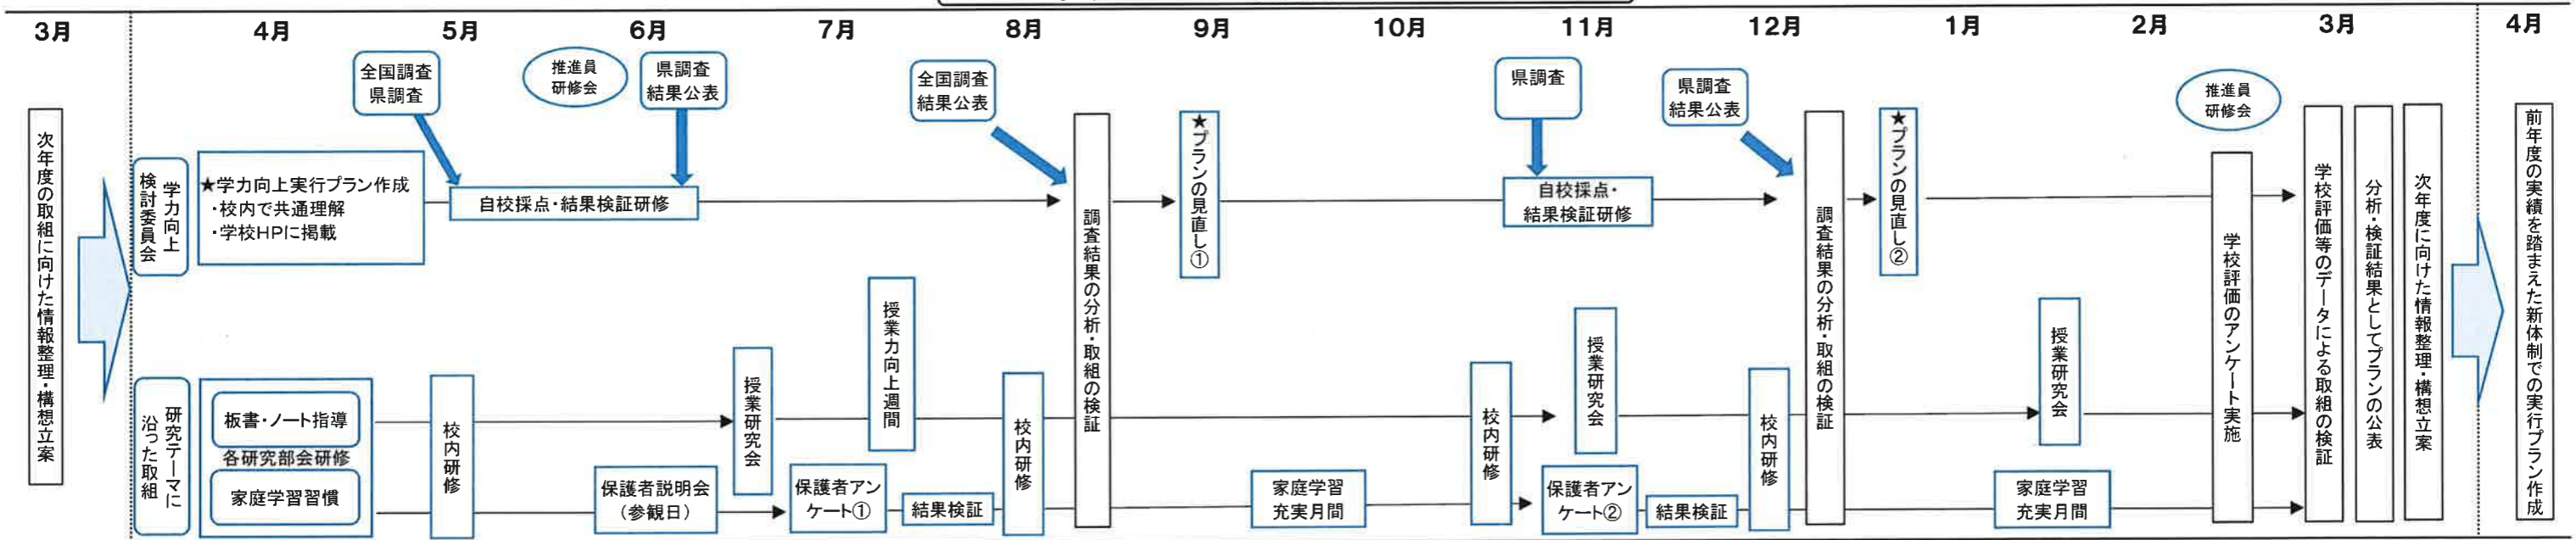 3月
4月
5月
6月
7月
8月
9月
10月
11月
12月
1月
2月
3月
4月
全国調査
県調査
推進員
研修会
県調査
結果公表
全国調査
結果公表
県調査
県調査
結果公表
推進員
研修会
次年度の取組に向けた情報整理・構想立案
学力向上
検討委員会
★学力向上実行プラン作成
・校内で共通理解
・学校HPに掲載
自校採点・結果検証研修
調査結果の分析・取組の検証
★プランの見直し①
自校採点・
結果検証研修
調査結果の分析・取組の検証
★プランの見直し②
学校評価のアンケート実施
学校評価等のデータによる取組の検証
分析・検証結果としてプランの公表
次年度に向けた情報整理・構想立案
前年度の実績を踏まえた新体制での実行プラン作成
研究テーマに
沿った取組
板書・ノート指導
各研究部会研修
家庭学習習慣
校内研修
保護者説明会
（参観日）
授業研究会
保護者アン
ケート①
授業力向上週間
結果検証
校内研修
家庭学習
充実月間
校内研修
授業研究会
保護者アン
ケート②
結果検証
校内研修
授業研究会
家庭学習
充実月間